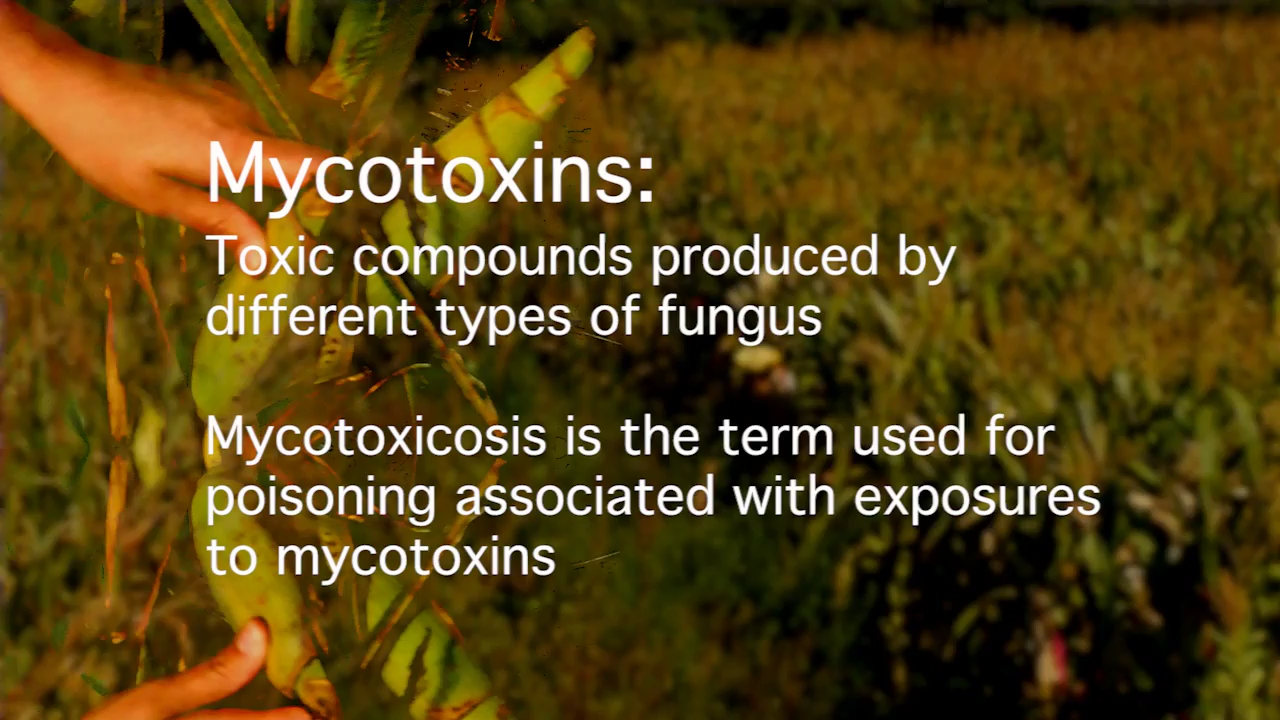 Mycotoxins:
Toxic compounds produced by
different types of fungus
Mycotoxicosis is the term used for
poisoning associated with exposures
to mycotoxins